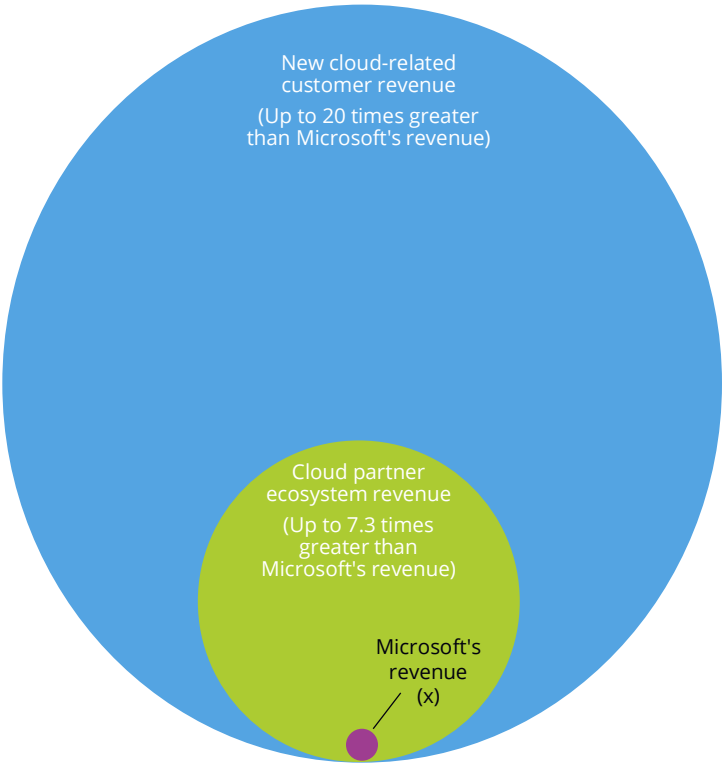 New cloud-related
customer revenue
(Up to 20 times greater
than Microsoft's revenue)
Cloud partner
ecosystem revenue
(Up to 7.3 times
greater than
Microsoft's revenue)
Microsoft's
revenue
(x)